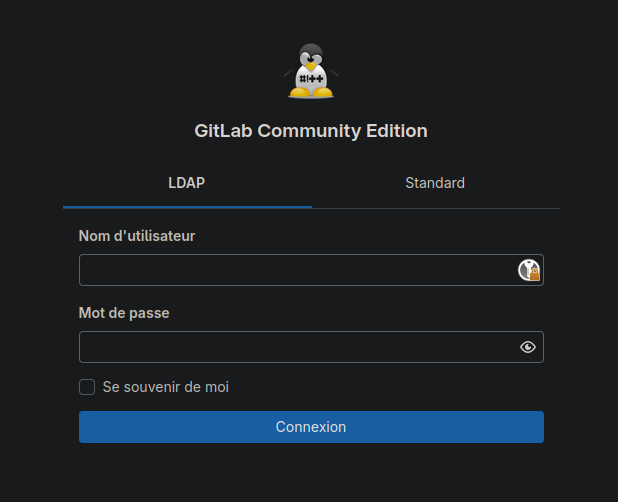 #!++
GitLab Community Edition
LDAP
Standard
Nom d'utilisateur
Mot de passe
Se souvenir de moi
Connexion